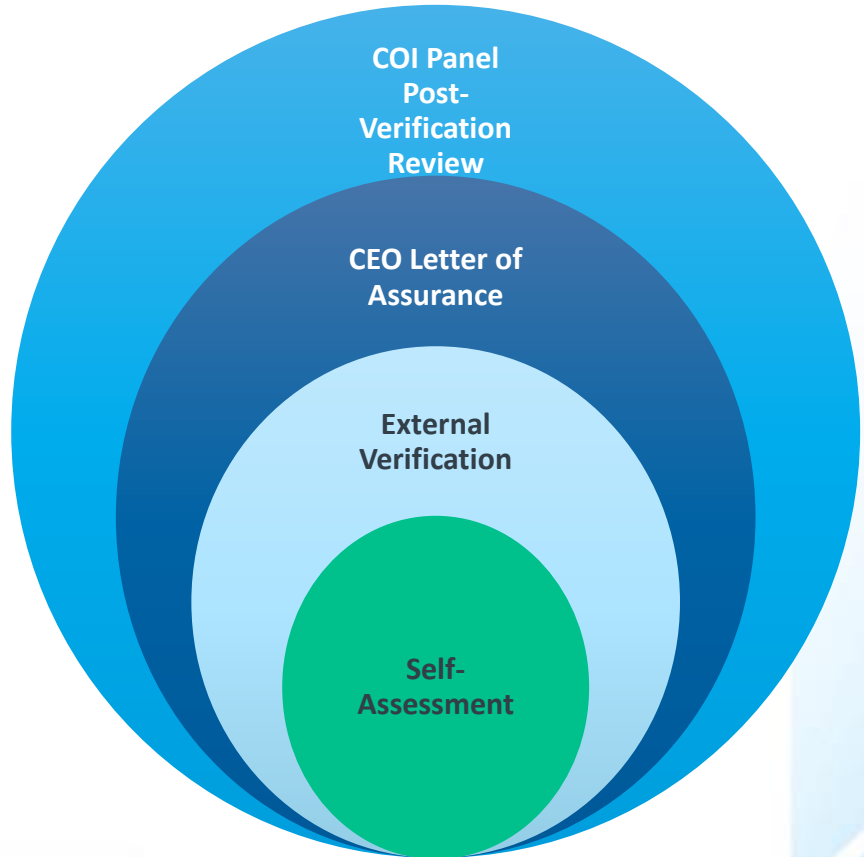 COI Panel
Post-
Verification
Review
CEO Letter of
Assurance
External
Verification
Self-
Assessment